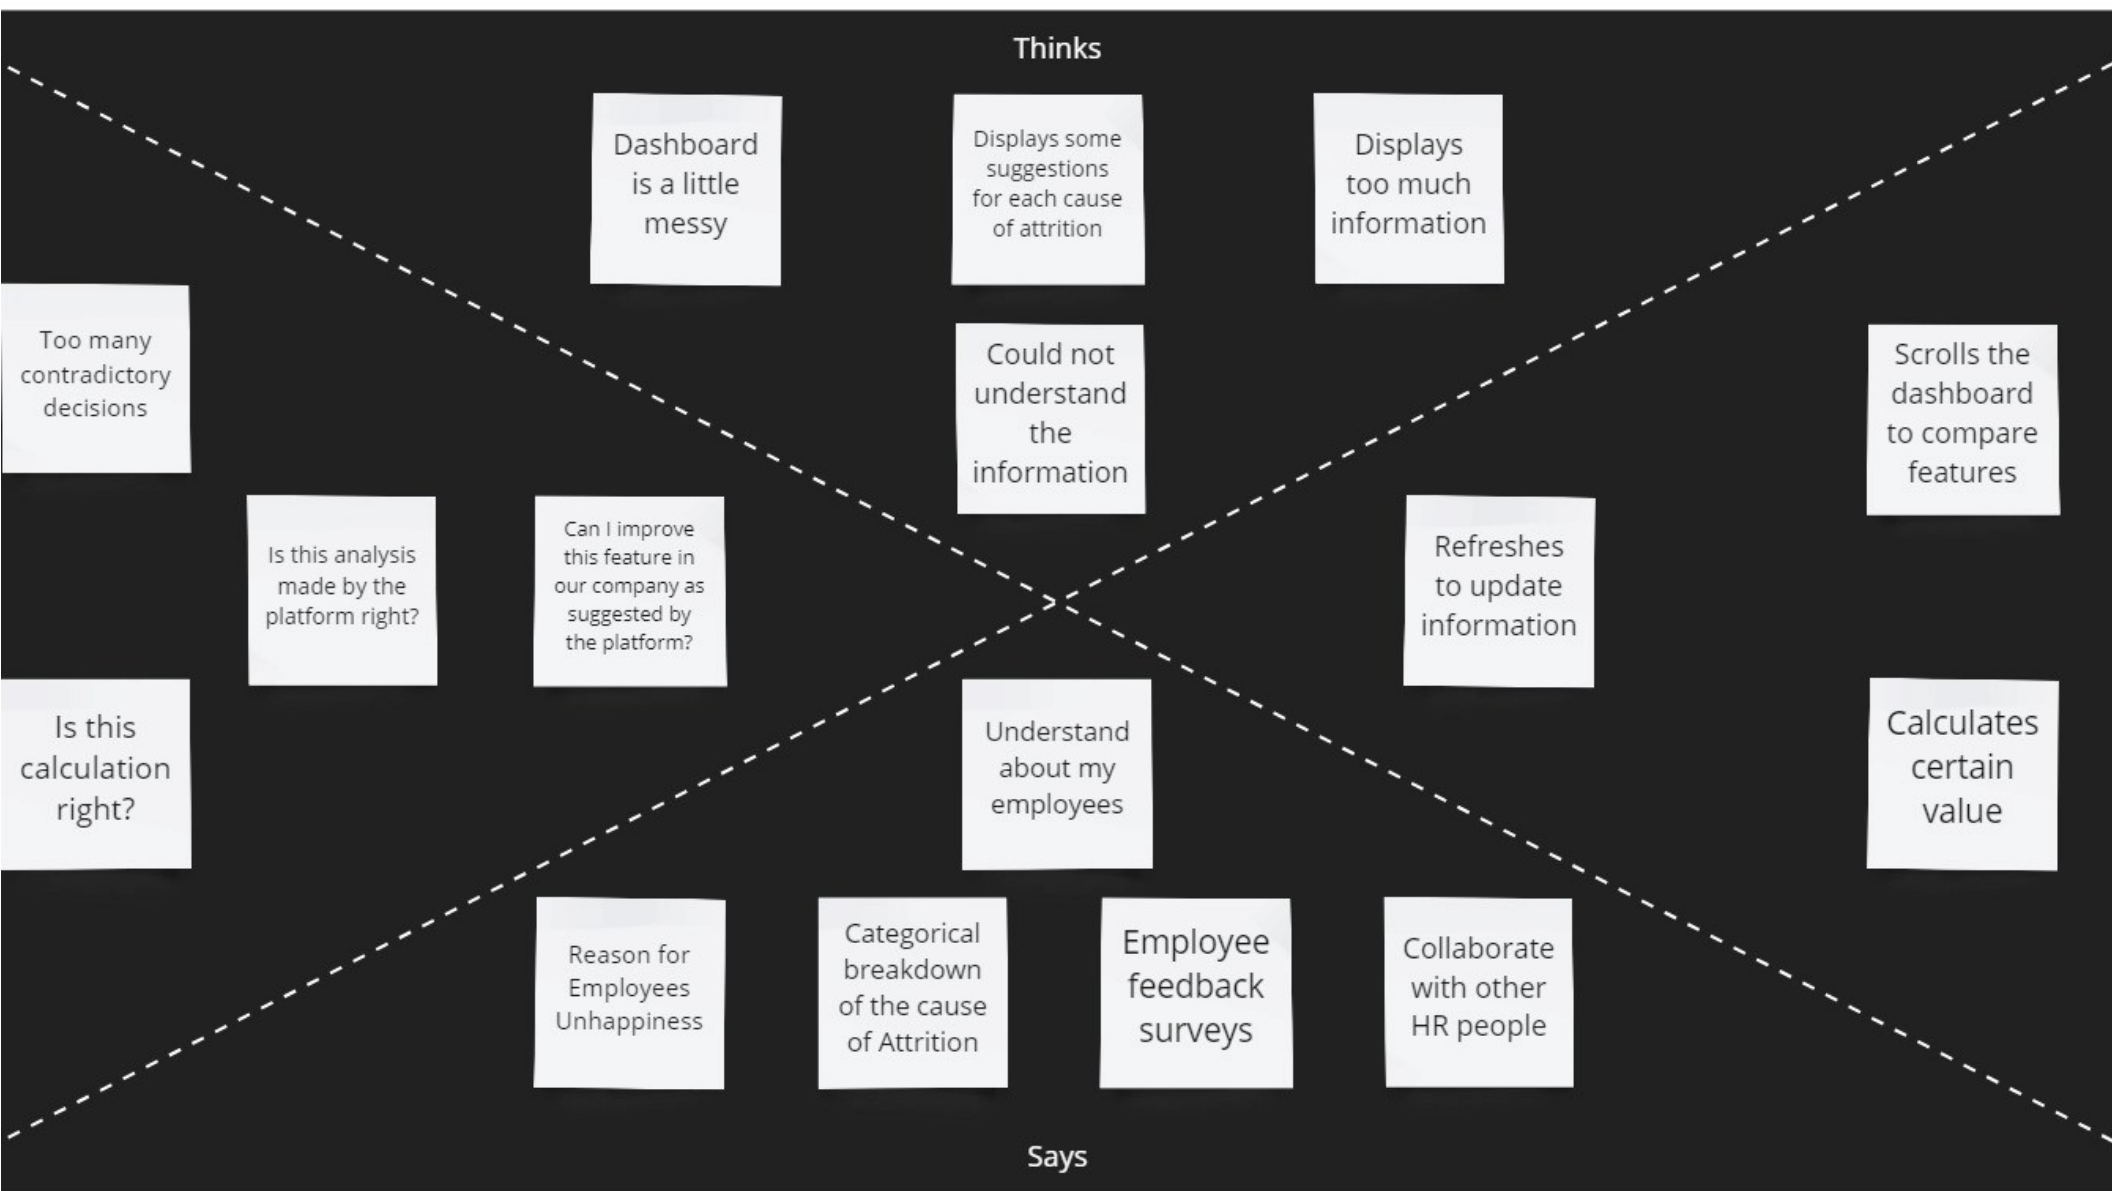 Thinks
Dashboard
is a little
messy
Displays some
suggestions
for each cause
of attrition
Displays
too much
information
Too many
contradictory
decisions
Could not
understand
the
information
Scrolls the
dashboard
to compare
features
Is this analysis
made by the
platform right?
Can I improve
this feature in
our company as
suggested by
the platform?
Refreshes
to update
information
Is this
calculation
right?
Understand
about my
employees
Calculates
certain
value
Reason for
Employees
Unhappiness
Categorical
breakdown
of the cause
of Attrition
Employee
feedback
surveys
Collaborate
with other
HR people
Says